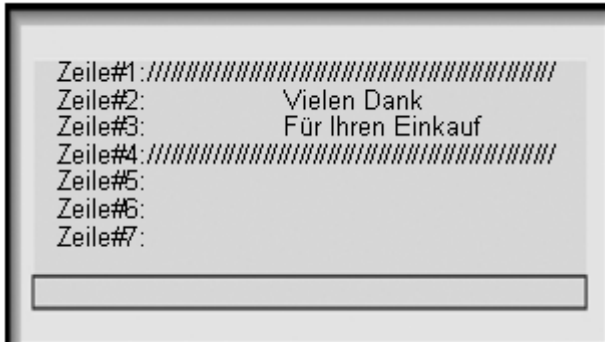 Zeile#1://////////////////////////////////////////////////////
Zeile#2: Vielen Dank
Zeile#3: Für Ihren Einkauf
Zeile#4://////////////////////////////////////////////////////
Zeile#5:
Zeile#6:
Zeile#7: